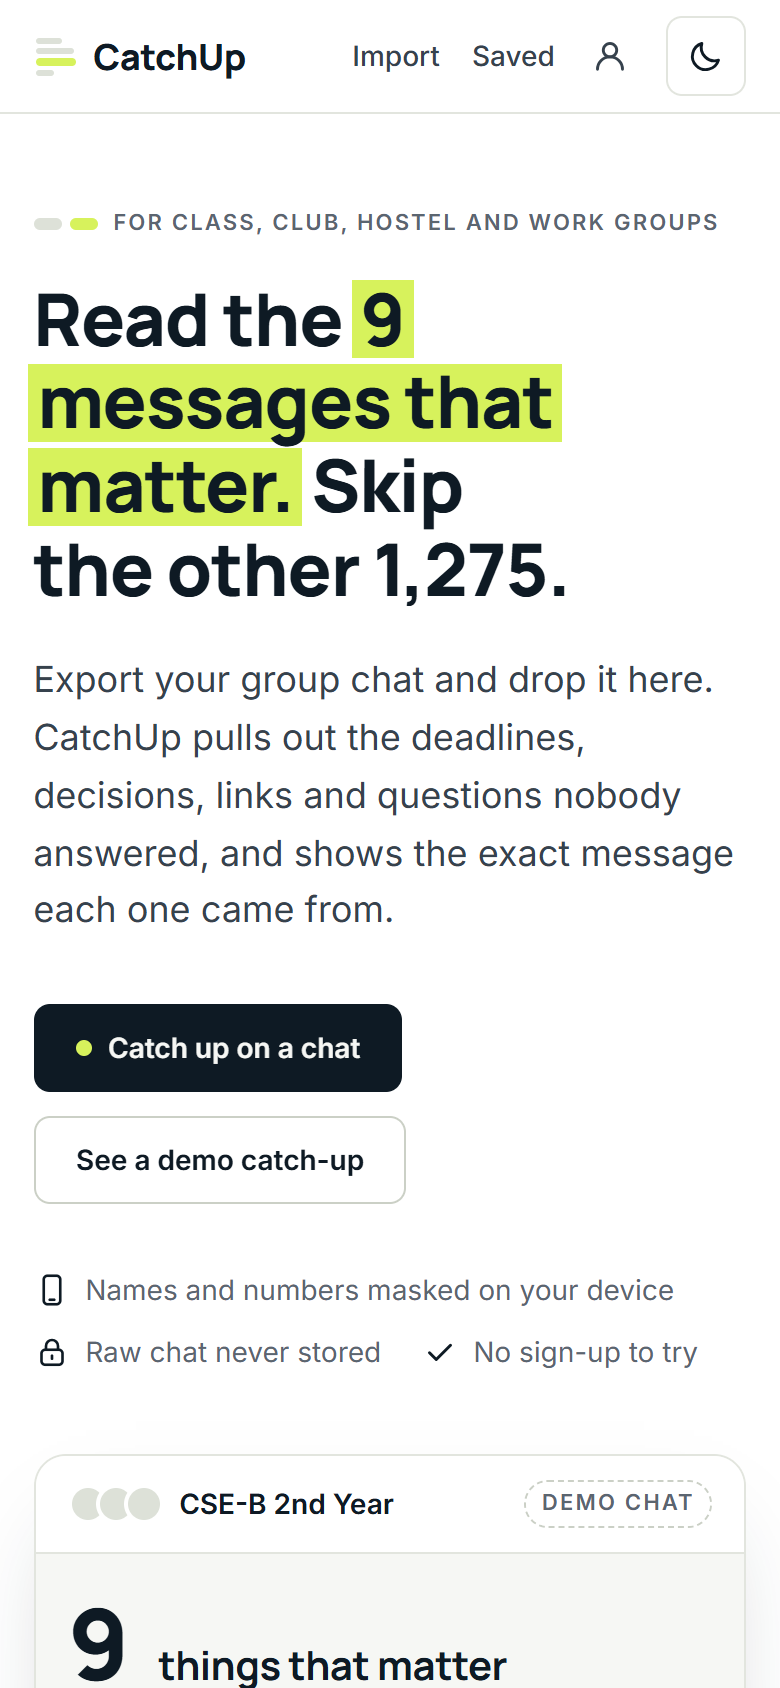 CatchUp
Import
Saved
FOR CLASS, CLUB, HOSTEL AND WORK GROUPS
Read the 9
messages that
matter. Skip
the other 1,275.
Export your group chat and drop it here.
CatchUp pulls out the deadlines,
decisions, links and questions nobody
answered, and shows the exact message
each one came from.
Catch up on a chat
See a demo catch-up
Names and numbers masked on your device
Raw chat never stored
No sign-up to try
CSE-B 2nd Year
DEMO CHAT
9 things that matter